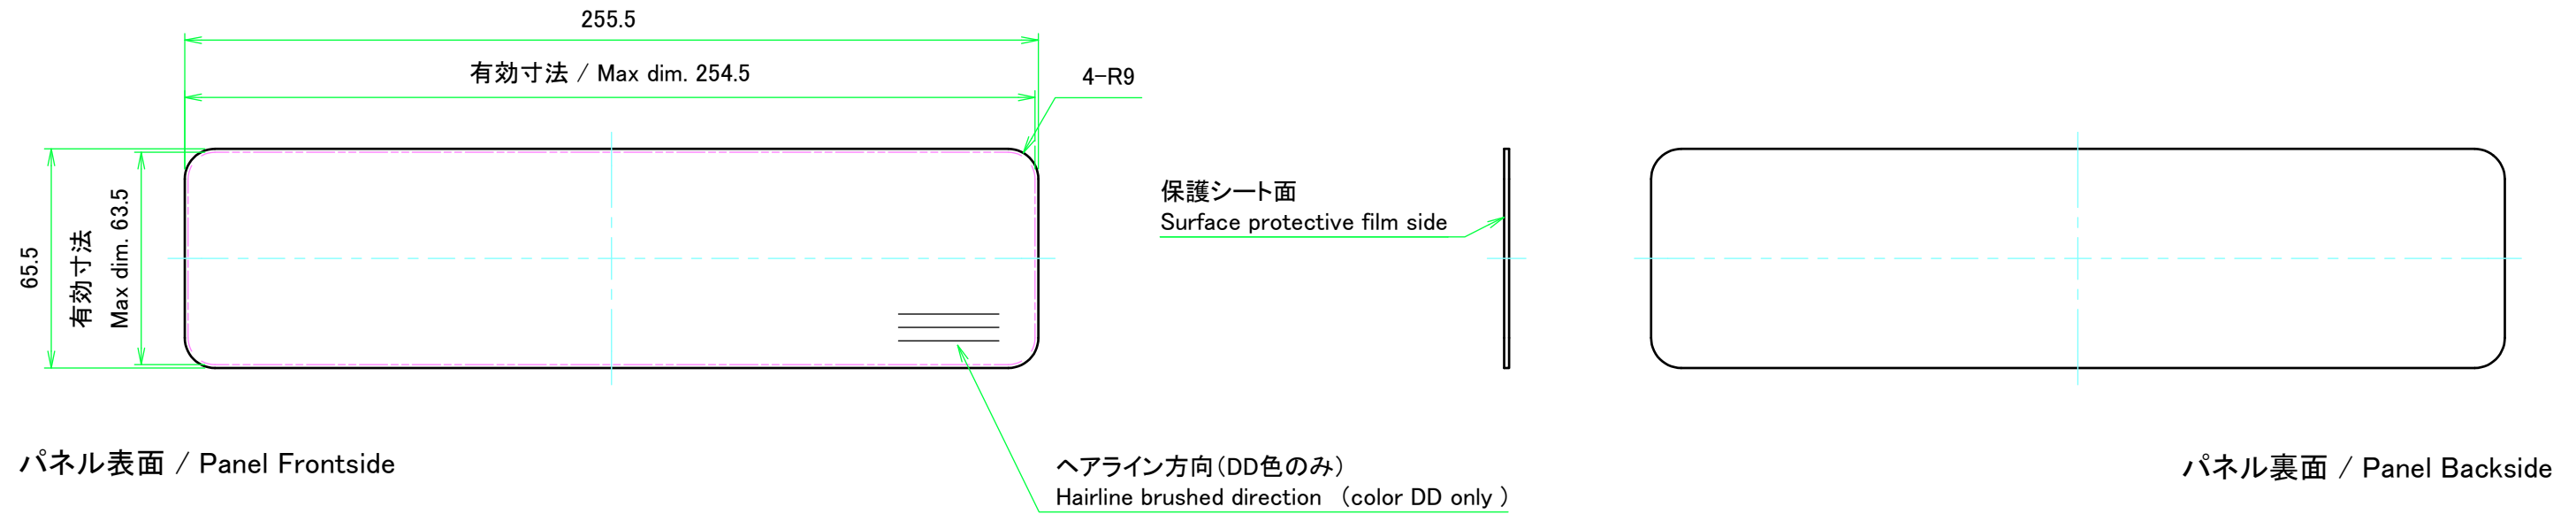 255.5
有効寸法 / Max dim. 254.5
4-R9
65.5
有効寸法
Max dim. 63.5
保護シート面
Surface protective film side
パネル表面 / Panel Frontside
ヘアライン方向（DD色のみ）
Hairline brushed direction （color DD only ）
パネル裏面 / Panel Backside